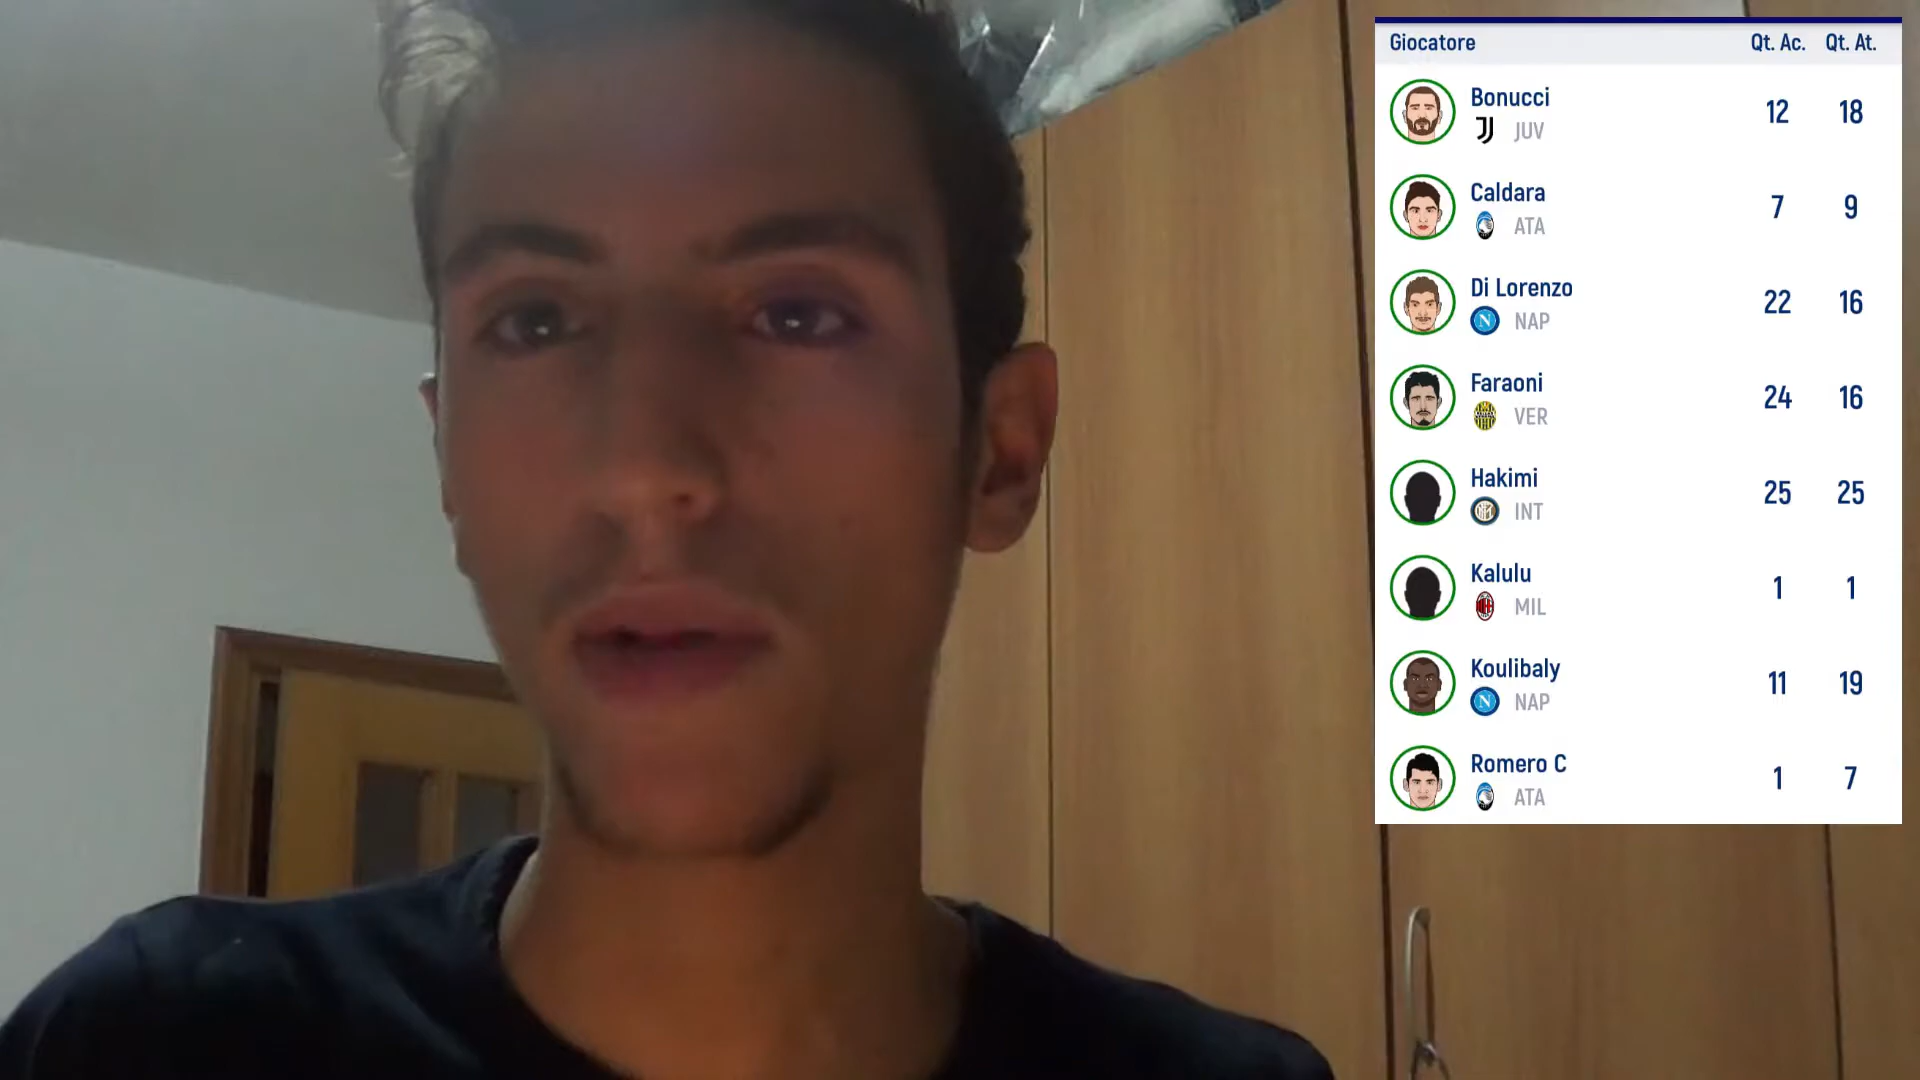 Giocatore Qt. Ac. Qt. At.
Bonucci 12 18
JUV
Caldara 7 9
ATA
Di Lorenzo 22 16
N NAP
Faraoni 24 16
VER
Hakimi 25 25
INT
Kalulu 1 1
MIL
Koulibaly 11 19
N NAP
Romero C 1 7
ATA